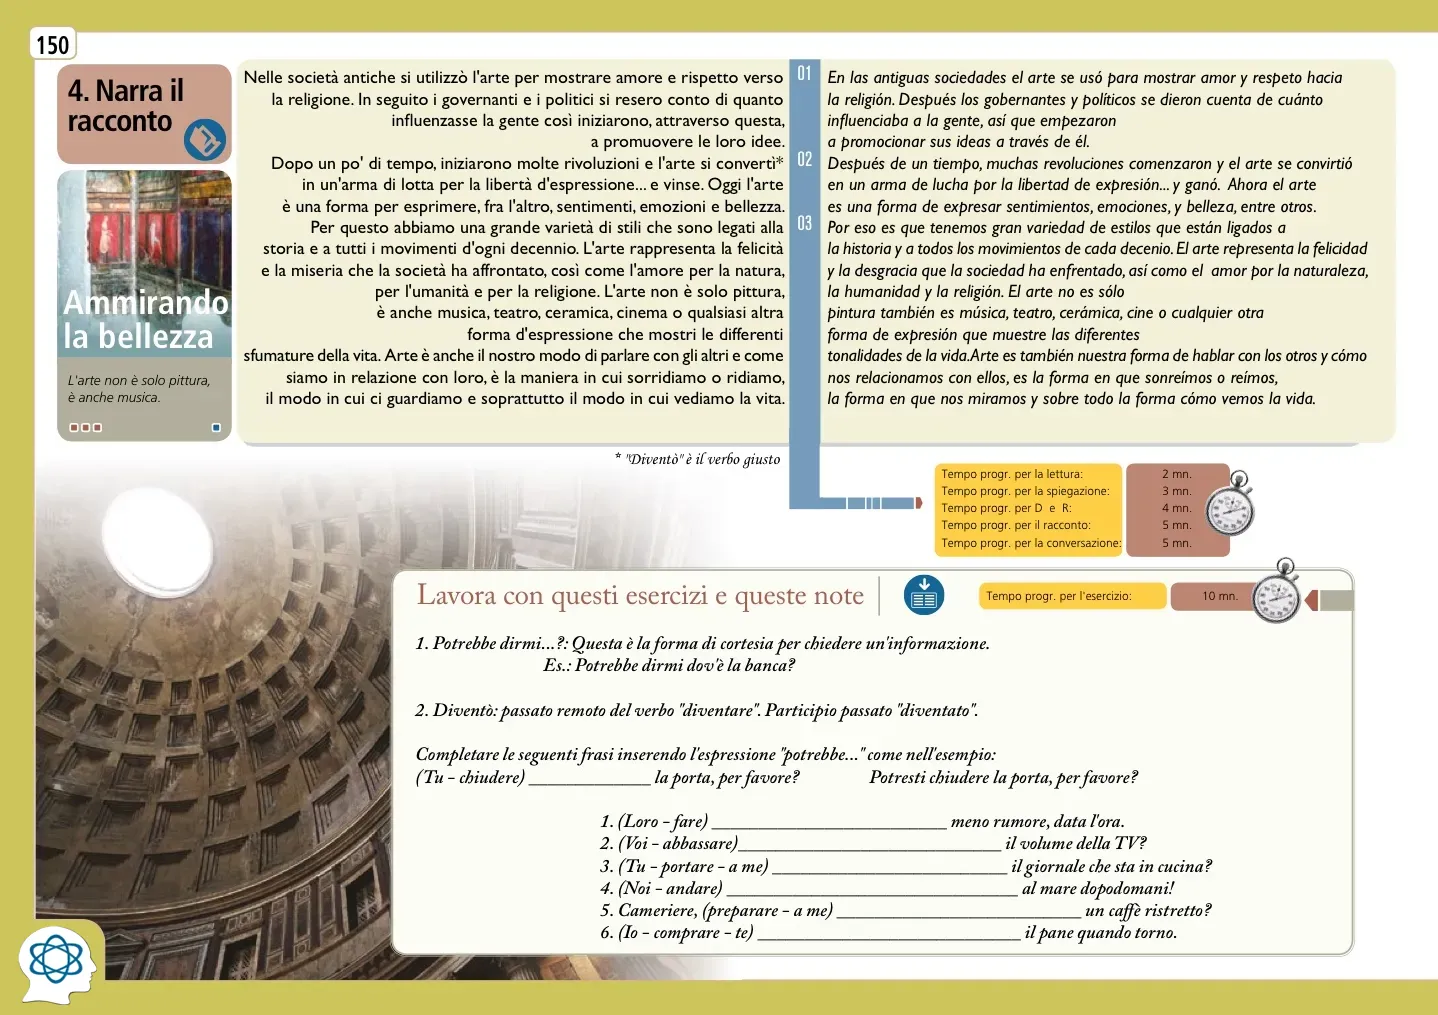 150
4. Narra il
racconto
Ammirando
la bellezza
L'arte non è solo pittura,
è anche musica.
Nelle società antiche si utilizzò l'arte per mostrare amore e rispetto verso
la religione. In seguito i governanti e i politici si resero conto di quanto
influenzasse la gente così iniziarono, attraverso questa,
a promuovere le loro idee.
Dopo un po' di tempo, iniziarono molte rivoluzioni e l'arte si convertì*
in un'arma di lotta per la libertà d'espressione... e vinse. Oggi l'arte
è una forma per esprimere, fra l'altro, sentimenti, emozioni e bellezza.
Per questo abbiamo una grande varietà di stili che sono legati alla
storia e a tutti i movimenti d'ogni decennio. L'arte rappresenta la felicità
e la miseria che la società ha affrontato, così come l'amore per la natura,
per l'umanità e per la religione. L'arte non è solo pittura,
è anche musica, teatro, ceramica, cinema o qualsiasi altra
forma d'espressione che mostri le differenti
sfumature della vita. Arte è anche il nostro modo di parlare con gli altri e come
siamo in relazione con loro, è la maniera in cui sorridiamo o ridiamo,
il modo in cui ci guardiamo e soprattutto il modo in cui vediamo la vita.
* "Diventò" è il verbo giusto
01
02
03
En las antiguas sociedades el arte se usó para mostrar amor y respeto hacia
la religión. Después los gobernantes y políticos se dieron cuenta de cuánto
influenciaba a la gente, así que empezaron
a promocionar sus ideas a través de él.
Después de un tiempo, muchas revoluciones comenzaron y el arte se convirtió
en un arma de lucha por la libertad de expresión... y ganó. Ahora el arte
es una forma de expresar sentimientos, emociones, y belleza, entre otros.
Por eso es que tenemos gran variedad de estilos que están ligados a
la historia y a todos los movimientos de cada decenio. El arte representa la felicidad
y la desgracia que la sociedad ha enfrentado, así como el amor por la naturaleza,
la humanidad y la religión. El arte no es sólo
pintura también es música, teatro, cerámica, cine o cualquier otra
forma de expresión que muestre las diferentes
tonalidades de la vida.Arte es también nuestra forma de hablar con los otros y cómo
nos relacionamos con ellos, es la forma en que sonreímos o reímos,
la forma en que nos miramos y sobre todo la forma cómo vemos la vida.
Tempo progr. per la lettura: 2 mn.
Tempo progr. per la spiegazione: 3 mn.
Tempo progr. per D e R: 4 mn.
Tempo progr. per il racconto: 5 mn.
Tempo progr. per la conversazione: 5 mn.
Lavora con questi esercizi e queste note
Tempo progr. per l'esercizio: 10 mn.
1. Potrebbe dirmi...?: Questa è la forma di cortesia per chiedere un'informazione.
Es.: Potrebbe dirmi dov'è la banca?
2. Diventò: passato remoto del verbo "diventare". Participio passato "diventato".
Completare le seguenti frasi inserendo l'espressione "potrebbe..." come nell'esempio:
(Tu - chiudere) _____________ la porta, per favore? Potresti chiudere la porta, per favore?
1. (Loro - fare) _________________________ meno rumore, data l'ora.
2. (Voi - abbassare)____________________________ il volume della TV?
3. (Tu - portare - a me) _________________________ il giornale che sta in cucina?
4. (Noi - andare) _______________________________ al mare dopodomani!
5. Cameriere, (preparare - a me) __________________________ un caffè ristretto?
6. (Io - comprare - te) ____________________________ il pane quando torno.